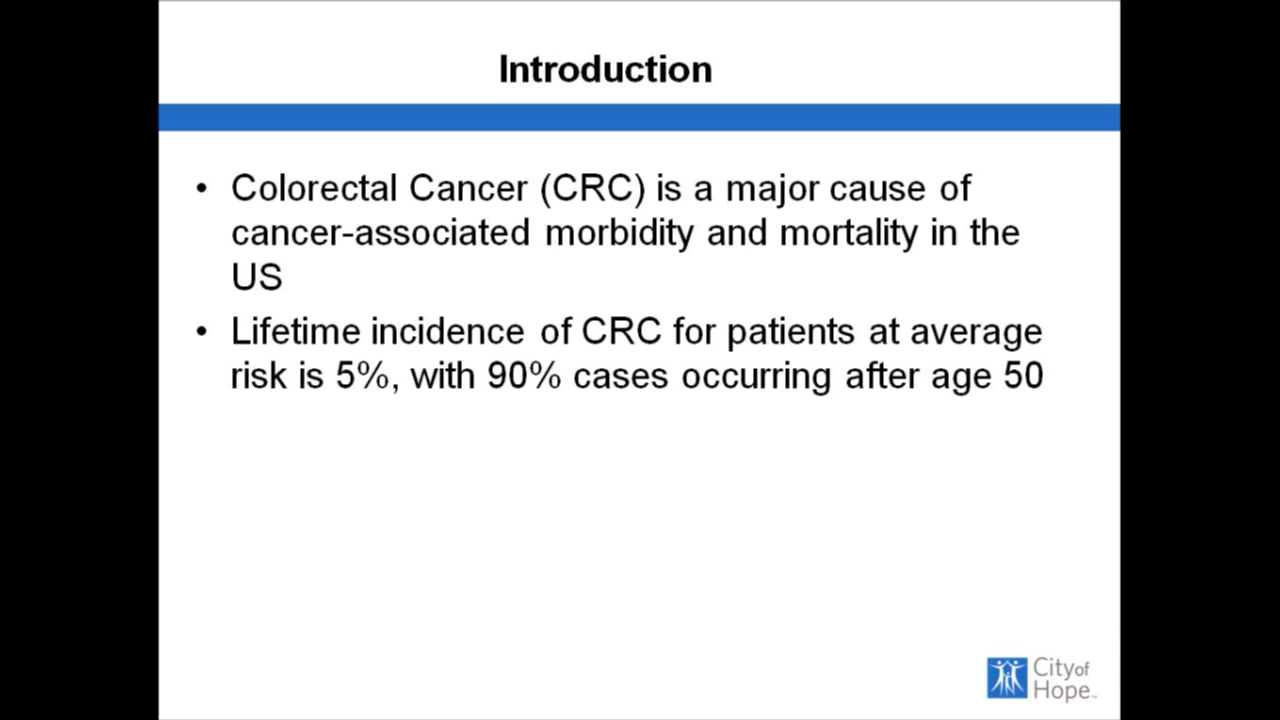 Introduction
• Colorectal Cancer (CRC) is a major cause of
cancer-associated morbidity and mortality in the
US
• Lifetime incidence of CRC for patients at average
risk is 5%, with 90% cases occurring after age 50
City of
Hope™